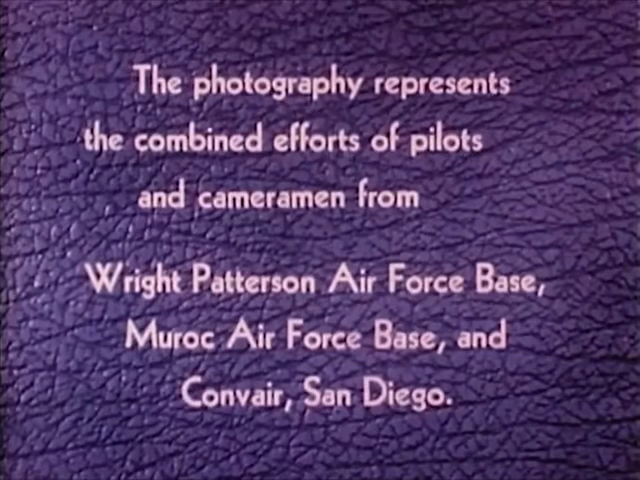 The photography represents
the combined efforts of pilots
and cameramen from
Wright Patterson Air Force Base,
Muroc Air Force Base, and
Convair, San Diego.